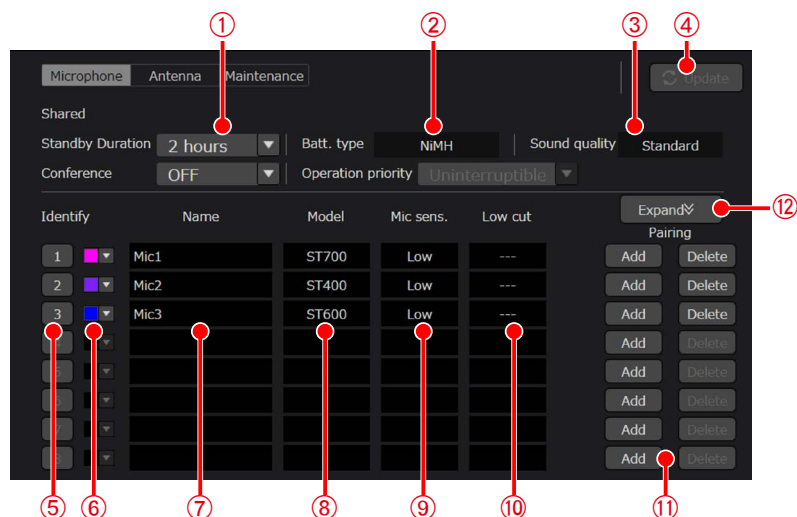 ① ② ③ ④
Microphone Antenna Maintenance Update
Shared
Standby Duration 2 hours Batt. type NiMH Sound quality Standard
Conference OFF Operation priority Uninterruptible
Expand ⑫
Identify Name Model Mic sens. Low cut
Pairing
1 Mic1 ST700 Low --- Add Delete
2 Mic2 ST400 Low --- Add Delete
3 Mic3 ST600 Low --- Add Delete
Add Delete
Add Delete
Add Delete
Add Delete
Add Delete
⑤ ⑥ ⑦ ⑧ ⑨ ⑩ ⑪